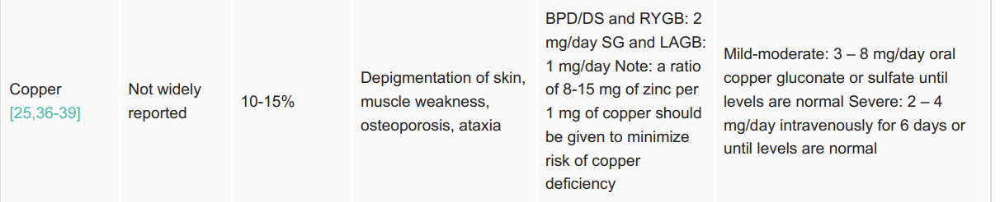 Copper
[25,36-39]
Not widely
reported
10-15%
Depigmentation of skin,
muscle weakness,
osteoporosis, ataxia
BPD/DS and RYGB: 2
mg/day SG and LAGB:
1 mg/day Note: a ratio
of 8-15 mg of zinc per
1 mg of copper should
be given to minimize
risk of copper
deficiency
Mild-moderate: 3 – 8 mg/day oral
copper gluconate or sulfate until
levels are normal Severe: 2 – 4
mg/day intravenously for 6 days or
until levels are normal